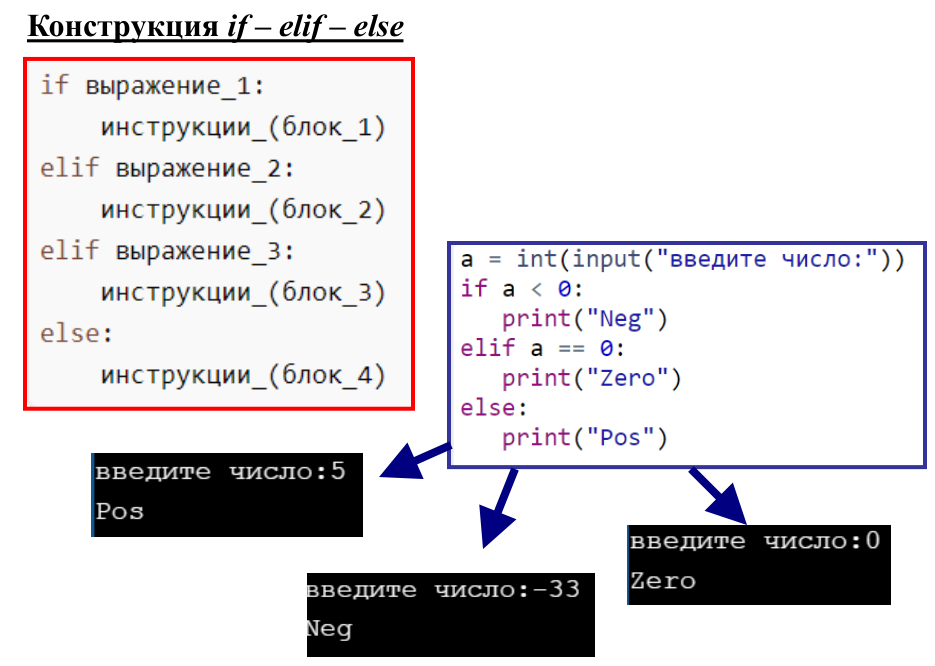 Конструкция if – elif – else
if выражение_1:
    инструкции_(блок_1)
elif выражение_2:
    инструкции_(блок_2)
elif выражение_3:
    инструкции_(блок_3)
else:
    инструкции_(блок_4)
a = int(input("введите число:"))
if a < 0:
   print("Neg")
elif a == 0:
   print("Zero")
else:
   print("Pos")
введите число:5
Pos
введите число:-33
Neg
введите число:0
Zero